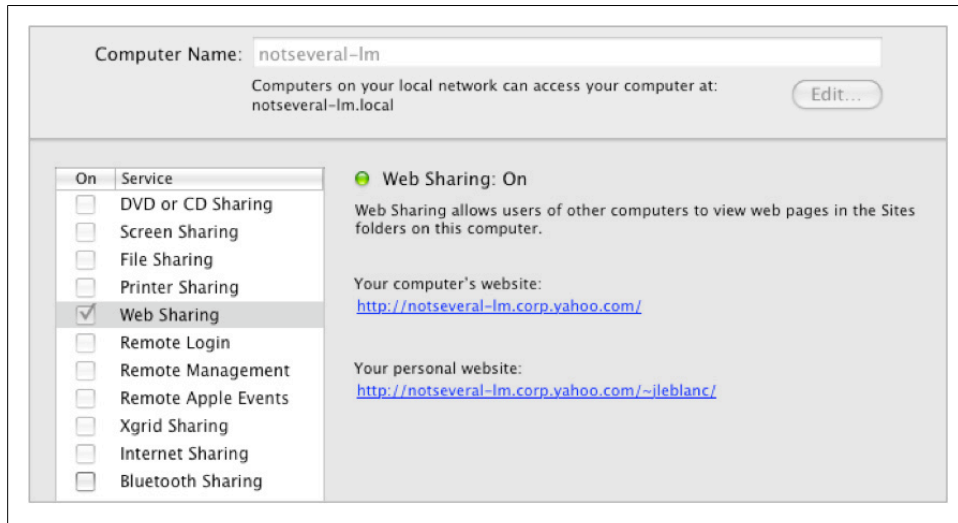 Computer Name: notseveral-lm
Computers on your local network can access your computer at:
notseveral-lm.local
Edit...
On Service
DVD or CD Sharing
Screen Sharing
File Sharing
Printer Sharing
Web Sharing
Remote Login
Remote Management
Remote Apple Events
Xgrid Sharing
Internet Sharing
Bluetooth Sharing
Web Sharing: On
Web Sharing allows users of other computers to view web pages in the Sites
folders on this computer.
Your computer's website:
http://notseveral-lm.corp.yahoo.com/
Your personal website:
http://notseveral-lm.corp.yahoo.com/~jleblanc/